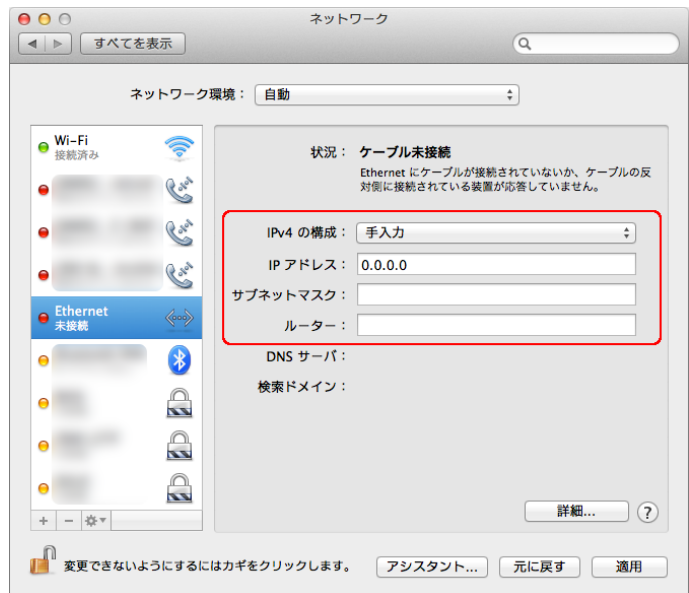 ネットワーク
すべてを表示
ネットワーク環境： 自動
Wi-Fi
接続済み
Ethernet
未接続
状況： ケーブル未接続
Ethernet にケーブルが接続されていないか、ケーブルの反
対側に接続されている装置が応答していません。
IPv4 の構成： 手入力
IP アドレス： 0.0.0.0
サブネットマスク：
ルーター：
DNS サーバ：
検索ドメイン：
詳細... ?
変更できないようにするにはカギをクリックします。
アシスタント... 元に戻す 適用